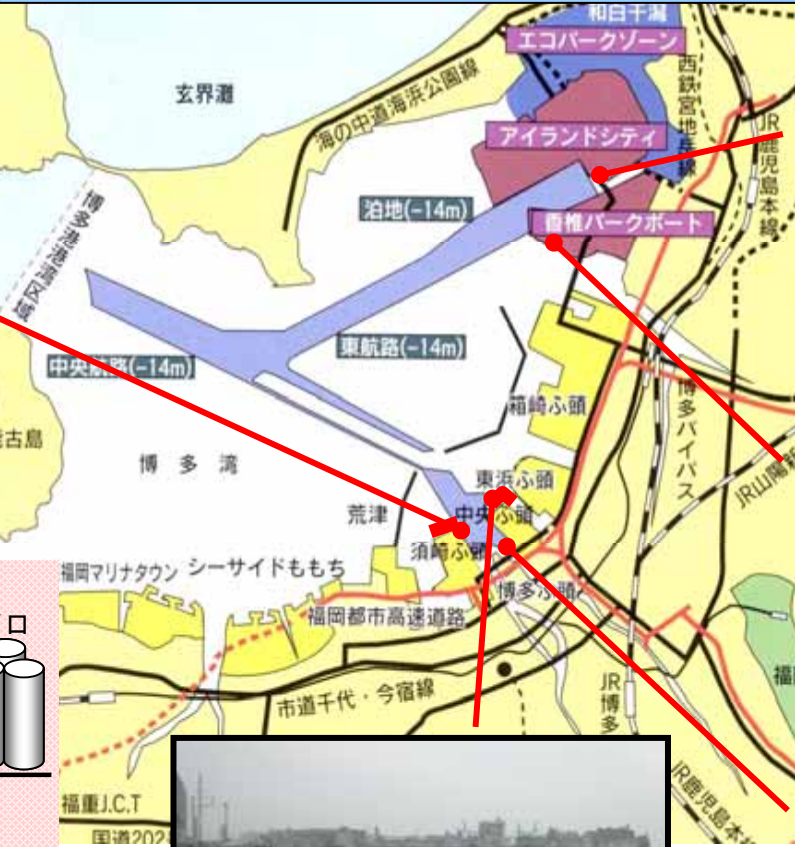 和白干潟
エコパークゾーン
玄界灘
海の中道海浜公園線
西鉄宮地岳線
アイランドシティ
JR鹿児島本線
泊地(-14m)
香椎パークポート
博多港港湾区域
東航路(-14m)
中央航路(-14m)
箱崎ふ頭
博多バイパス
古島
博多湾
東浜ふ頭
JR山陽新
荒津
中央ふ頭
須崎ふ頭
福岡マリナタウン
シーサイドももち
博多ふ頭
福岡都市高速道路
ロ
福
市道千代・今宿線
JR博多
福重J.C.T
国道202
JR鹿児島本